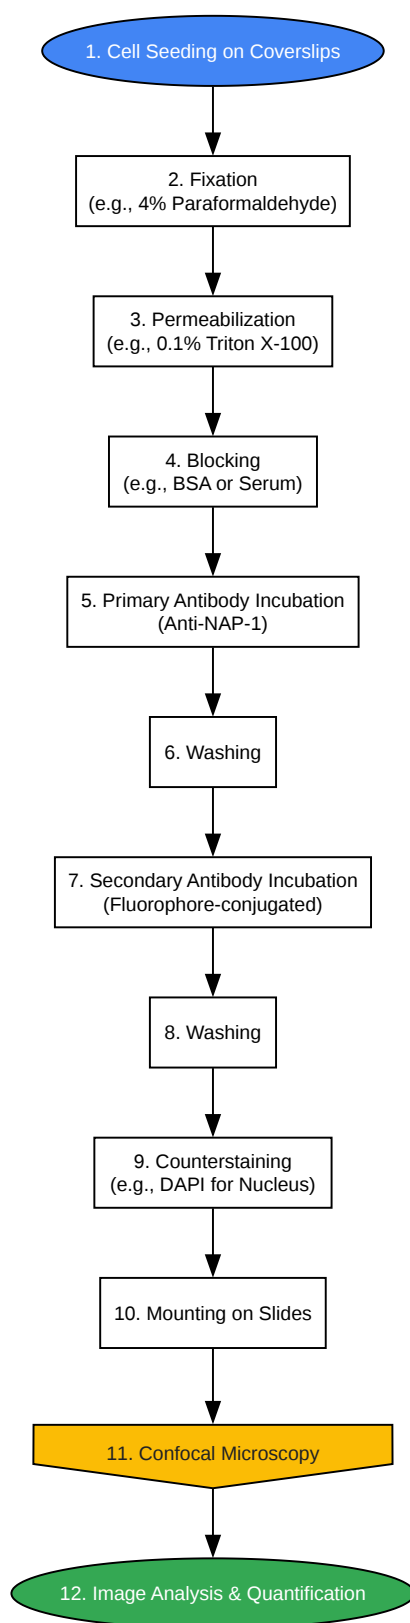 1. Cell Seeding on Coverslips
2. Fixation
(e.g., 4% Paraformaldehyde)
3. Permeabilization
(e.g., 0.1% Triton X-100)
4. Blocking
(e.g., BSA or Serum)
5. Primary Antibody Incubation
(Anti-NAP-1)
6. Washing
7. Secondary Antibody Incubation
(Fluorophore-conjugated)
8. Washing
9. Counterstaining
(e.g., DAPI for Nucleus)
10. Mounting on Slides
11. Confocal Microscopy
12. Image Analysis & Quantification